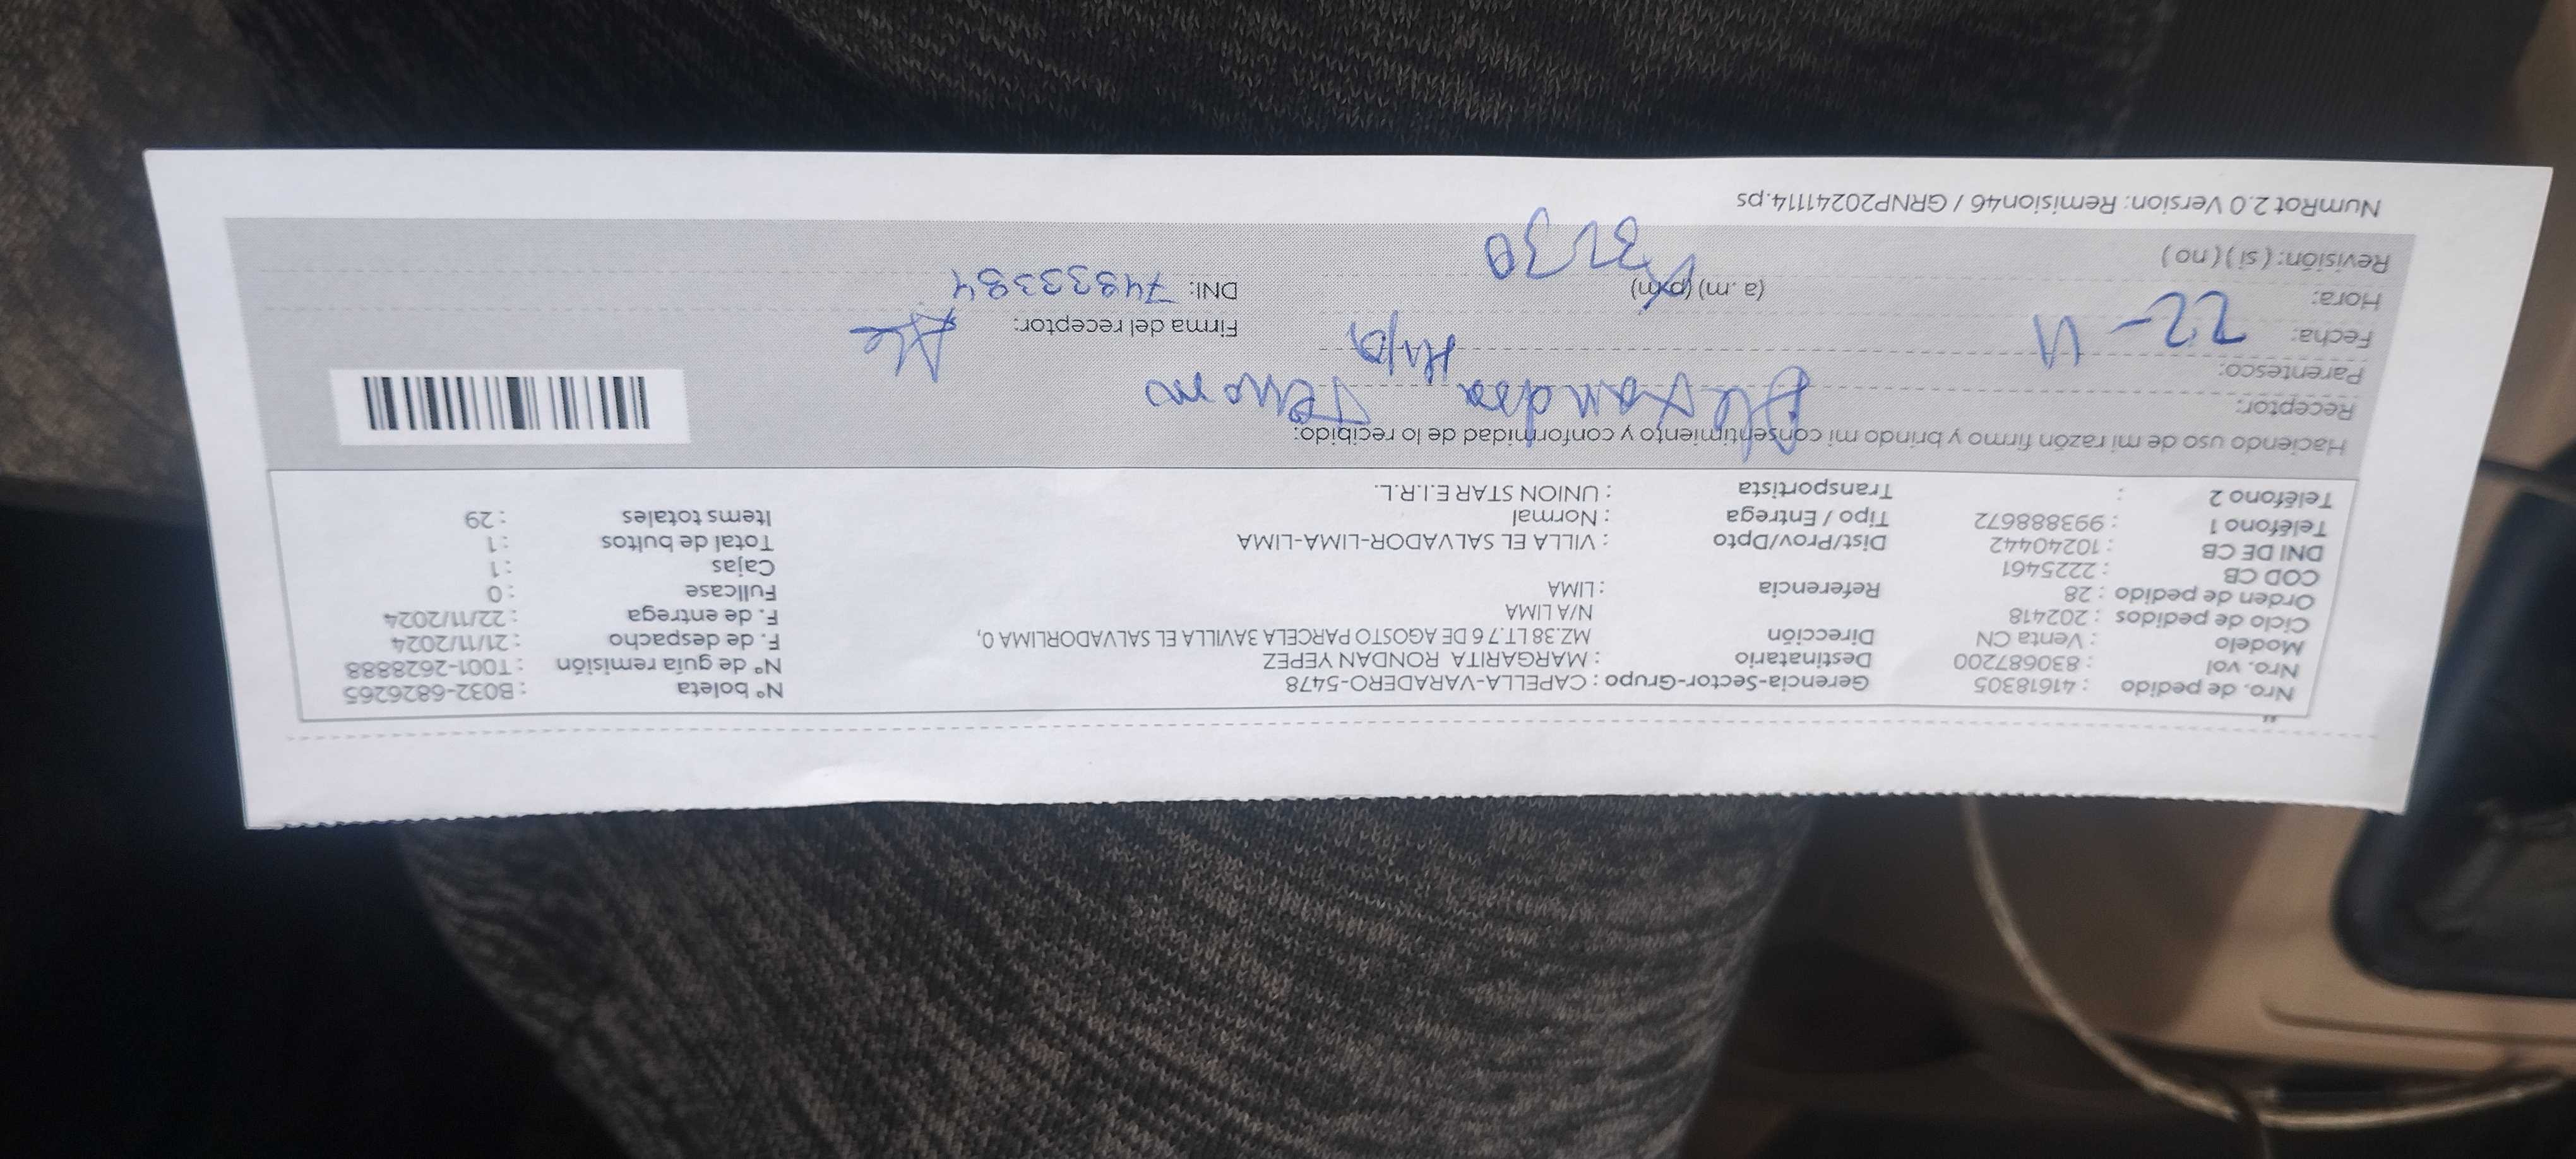 Nro. de pedido : 41618305 Gerencia-Sector-Grupo : CAPELLA-VARADERO-5478 N° boleta : B032-6826265
Nro. vol : 830687200 Destinatario : MARGARITA RONDAN YEPEZ N° de guía remisión : T001-2628888
Modelo : Venta CN Dirección MZ.38 LT.7 6 DE AGOSTO PARCELA 3AVILLA EL SALVADORLIMA 0, F. de despacho : 21/11/2024
Ciclo de pedidos : 202418 N/A LIMA F. de entrega : 22/11/2024
Orden de pedido : 28 Referencia : LIMA Fullcase : 0
COD CB : 2225461 Cajas : 1
DNI DE CB : 10240442 Dist/Prov/Dpto : VILLA EL SALVADOR-LIMA-LIMA Total de bultos : 1
Teléfono 1 : 993888672 Tipo / Entrega : Normal Items totales : 29
Teléfono 2 : Transportista : UNION STAR E.I.R.L.
Haciendo uso de mi razón firmo y brindo mi consentimiento y conformidad de lo recibido:
Receptor: Alexandra
Parentesco: Hija
Fecha: 22-11 Firma del receptor: Ale
Hora: (a.m) (p.m) DNI: 74833384
Revisión: ( si ) ( no )
NumRot 2.0 Version: Remision46 / GRNP20241114.ps